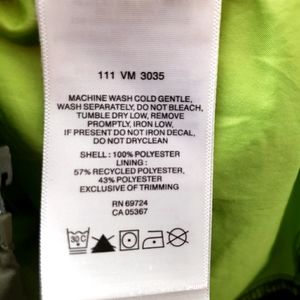 111 VM 3035
MACHINE WASH COLD GENTLE,
WASH SEPARATELY, DO NOT BLEACH,
TUMBLE DRY LOW, REMOVE
PROMPTLY, IRON LOW,
IF PRESENT DO NOT IRON DECAL,
DO NOT DRYCLEAN
SHELL : 100% POLYESTER
LINING :
57% RECYCLED POLYESTER,
43% POLYESTER
EXCLUSIVE OF TRIMMING
RN 69724
CA 05367
30C